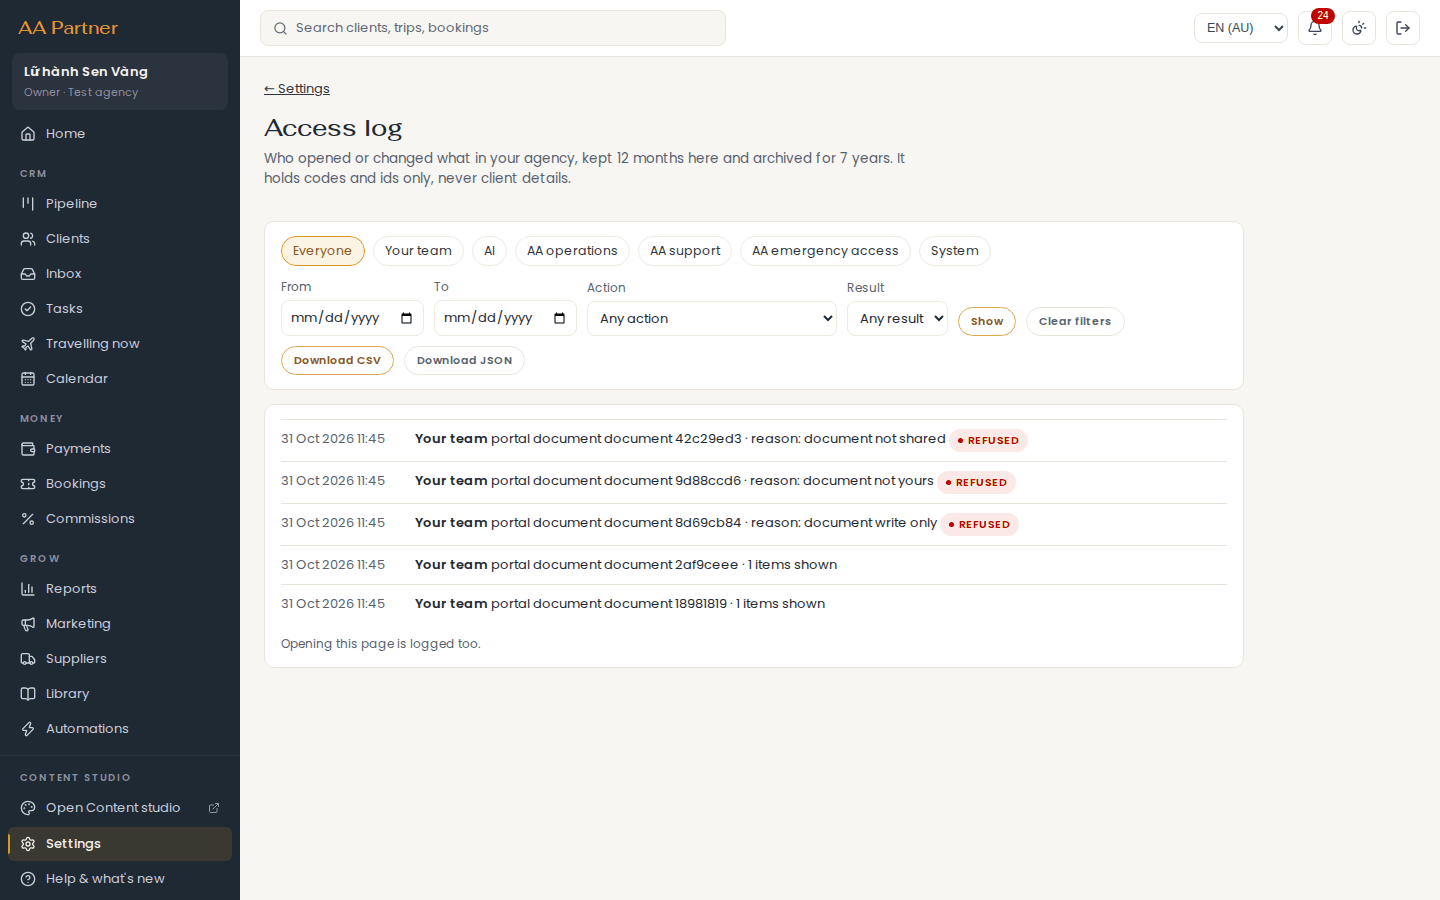 AA Partner
Lữ hành Sen Vàng
Owner · Test agency
Home
CRM
Pipeline
Clients
Inbox
Tasks
Travelling now
Calendar
MONEY
Payments
Bookings
Commissions
GROW
Reports
Marketing
Suppliers
Library
Automations
CONTENT STUDIO
Open Content studio
Settings
Help & what's new
Search clients, trips, bookings
EN (AU)
24
← Settings
Access log
Who opened or changed what in your agency, kept 12 months here and archived for 7 years. It
holds codes and ids only, never client details.
Everyone Your team AI AA operations AA support AA emergency access System
From To Action Result
mm/dd/yyyy mm/dd/yyyy Any action Any result Show Clear filters
Download CSV Download JSON
31 Oct 2026 11:45 Your team portal document document 42c29ed3 · reason: document not shared REFUSED
31 Oct 2026 11:45 Your team portal document document 9d88ccd6 · reason: document not yours REFUSED
31 Oct 2026 11:45 Your team portal document document 8d69cb84 · reason: document write only REFUSED
31 Oct 2026 11:45 Your team portal document document 2af9ceee · 1 items shown
31 Oct 2026 11:45 Your team portal document document 18981819 · 1 items shown
Opening this page is logged too.